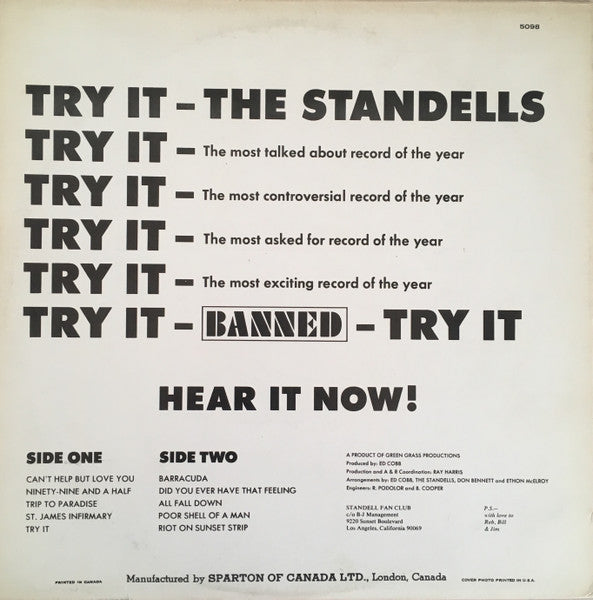 5098
TRY IT – THE STANDELLS
TRY IT – The most talked about record of the year
TRY IT – The most controversial record of the year
TRY IT – The most asked for record of the year
TRY IT – The most exciting record of the year
TRY IT – BANNED – TRY IT
HEAR IT NOW!
SIDE ONE
CAN'T HELP BUT LOVE YOU
NINETY-NINE AND A HALF
TRIP TO PARADISE
ST. JAMES INFIRMARY
TRY IT
SIDE TWO
BARRACUDA
DID YOU EVER HAVE THAT FEELING
ALL FALL DOWN
POOR SHELL OF A MAN
RIOT ON SUNSET STRIP
A PRODUCT OF GREEN GRASS PRODUCTIONS
Produced by: ED COBB
Production and A & R Coordination: RAY HARRIS
Arrangements by: ED COBB, THE STANDELLS, DON BENNETT and ETHON McELROY
Engineers: R. PODOLOR and B. COOPER
STANDELL FAN CLUB
c/o B-J Management
9220 Sunset Boulevard
Los Angeles, California 90069
P.S.—
with love to
Reb, Bill
& Jim
PRINTED IN CANADA
Manufactured by SPARTON OF CANADA LTD., London, Canada
COVER PHOTO PRINTED IN U.S.A.